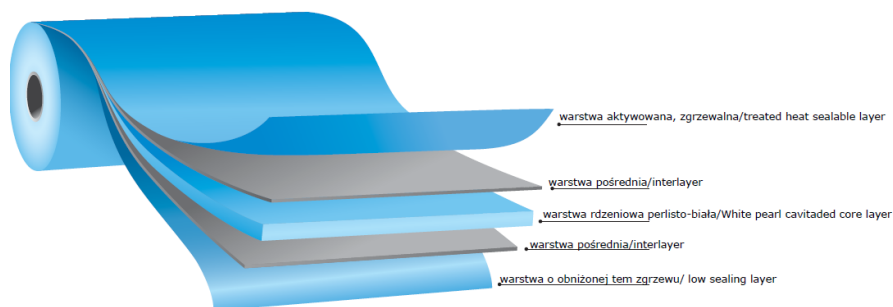 warstwa aktywowana, zgrzewalna/treated heat sealable layer
warstwa pośrednia/interlayer
warstwa rdzeniowa perlisto-biała/White pearl cavitaded core layer
warstwa pośrednia/interlayer
warstwa o obniżonej tem zgrzewu/ low sealing layer